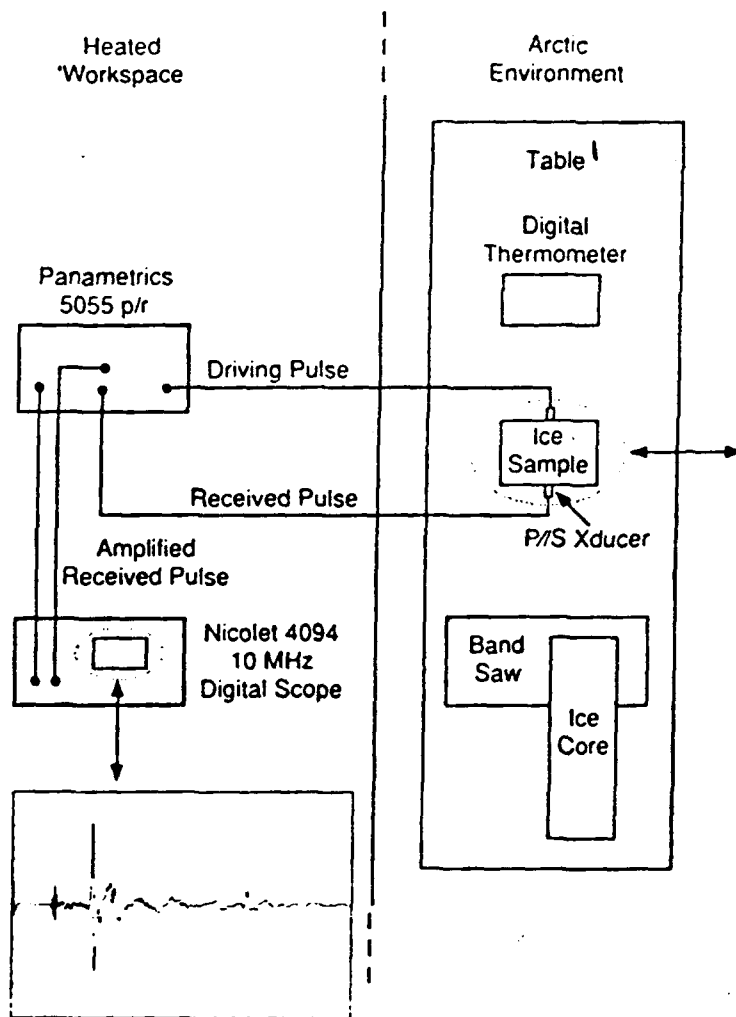 Heated
Workspace
Arctic
Environment
Table 1
Digital
Thermometer
Panametrics
5055 p/r
Driving Pulse
Ice
Sample
Received Pulse
P/S Xducer
Amplified
Received Pulse
Nicolet 4094
10 MHz
Digital Scope
Band
Saw
Ice
Core